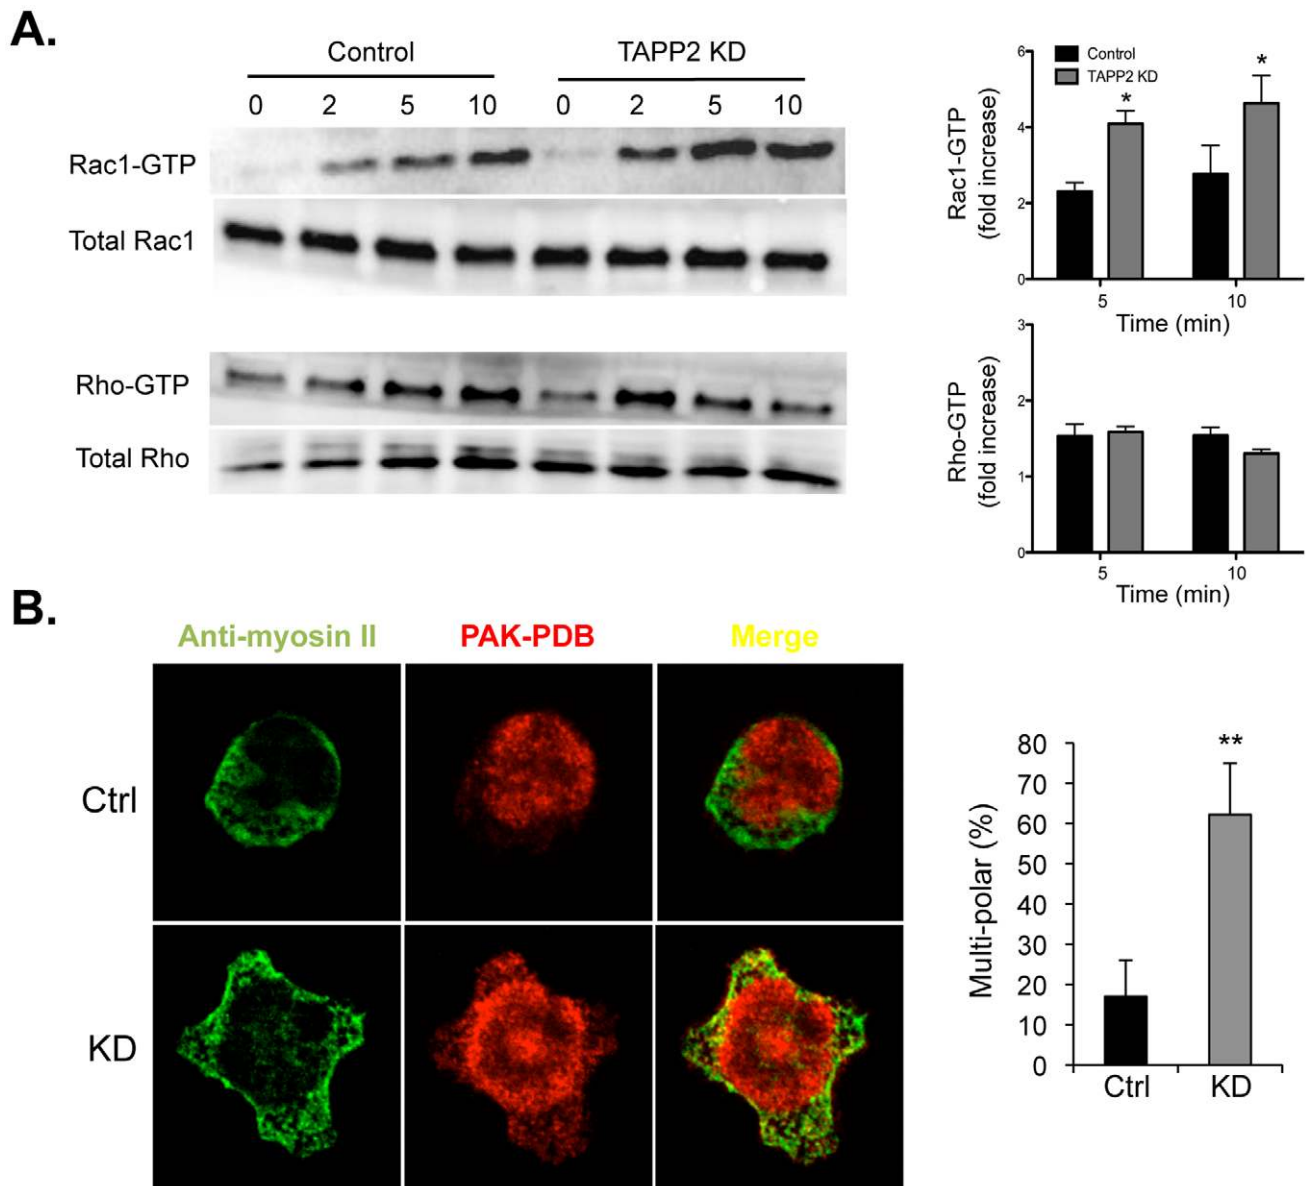 A.
Control
TAPP2 KD
0 2 5 10 0 2 5 10
Rac1-GTP
Total Rac1
Rho-GTP
Total Rho
Control
TAPP2 KD
Rac1-GTP
(fold increase)
6
4
2
0
* *
5 10
Time (min)
Rho-GTP
(fold increase)
3
2
1
0
5 10
Time (min)
B.
Anti-myosin II PAK-PDB Merge
Ctrl
KD
Multi-polar (%)
80
70
60
50
40
30
20
10
0
**
Ctrl KD